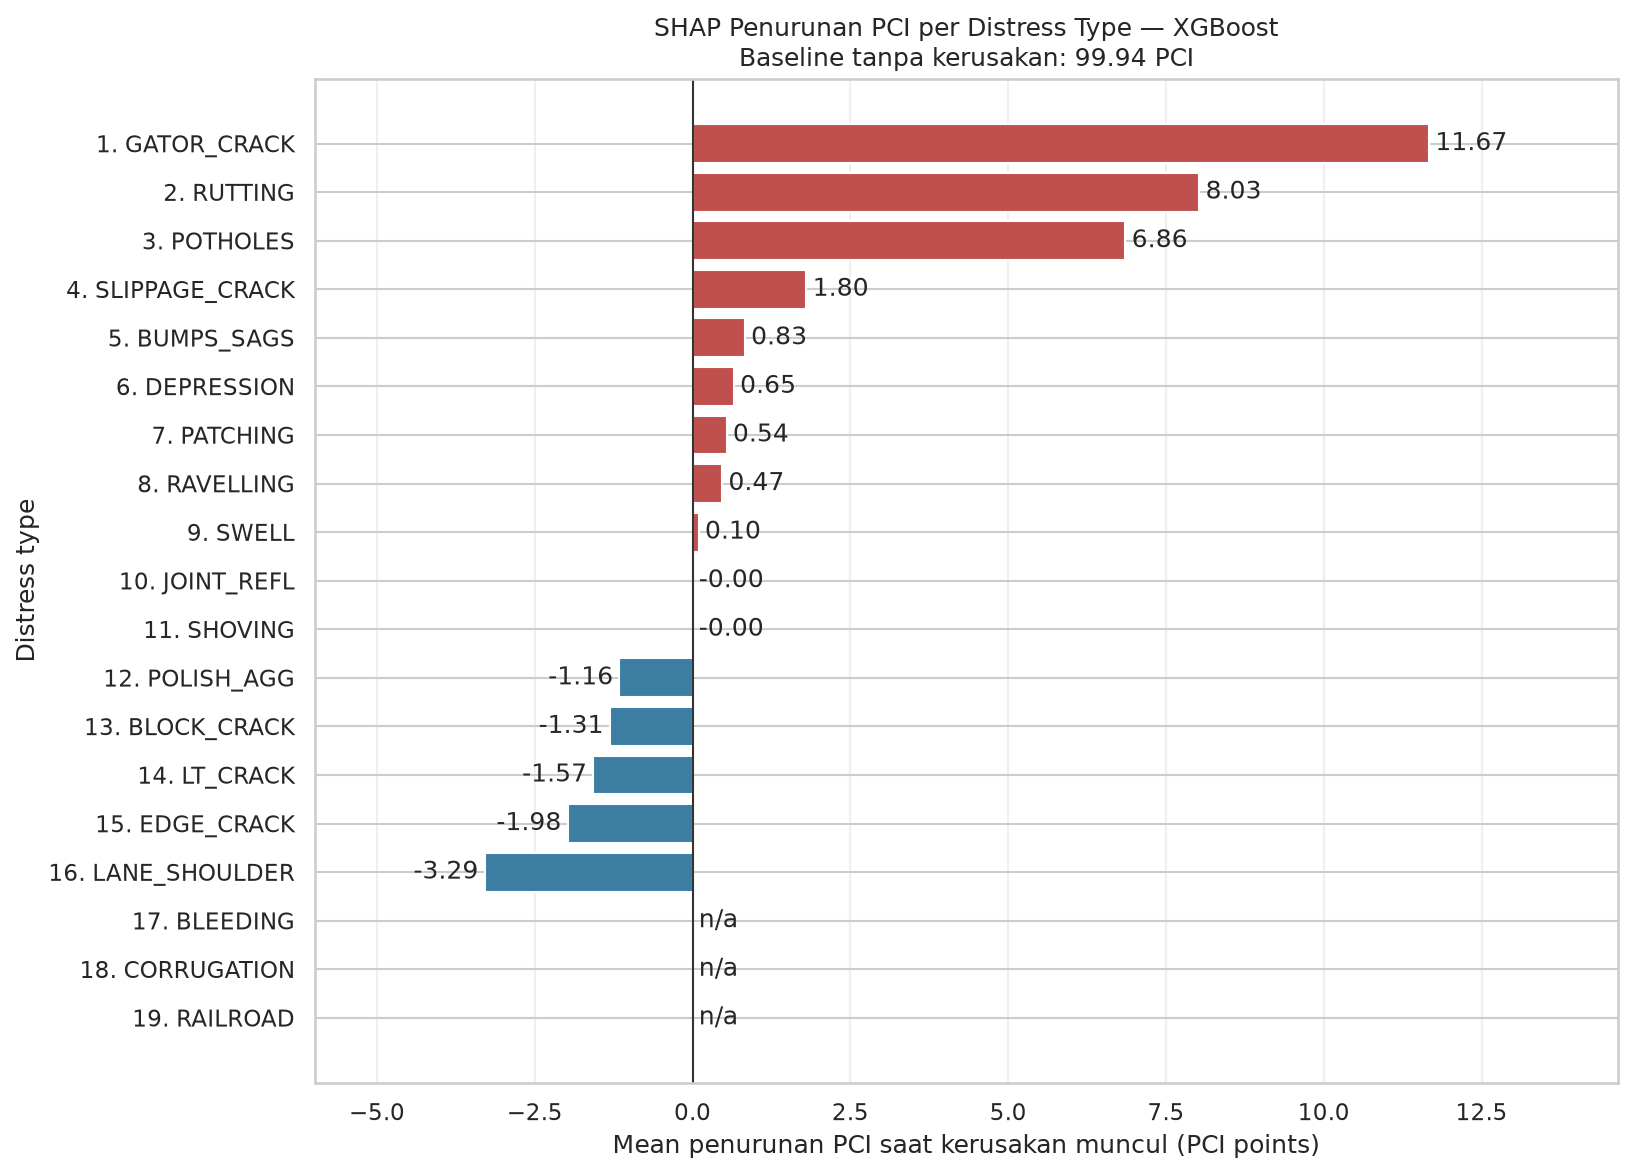 SHAP Penurunan PCI per Distress Type — XGBoost
Baseline tanpa kerusakan: 99.94 PCI
Distress type
1. GATOR_CRACK 11.67
2. RUTTING 8.03
3. POTHOLES 6.86
4. SLIPPAGE_CRACK 1.80
5. BUMPS_SAGS 0.83
6. DEPRESSION 0.65
7. PATCHING 0.54
8. RAVELLING 0.47
9. SWELL 0.10
10. JOINT_REFL -0.00
11. SHOVING -0.00
12. POLISH_AGG -1.16
13. BLOCK_CRACK -1.31
14. LT_CRACK -1.57
15. EDGE_CRACK -1.98
16. LANE_SHOULDER -3.29
17. BLEEDING n/a
18. CORRUGATION n/a
19. RAILROAD n/a
−5.0 −2.5 0.0 2.5 5.0 7.5 10.0 12.5
Mean penurunan PCI saat kerusakan muncul (PCI points)